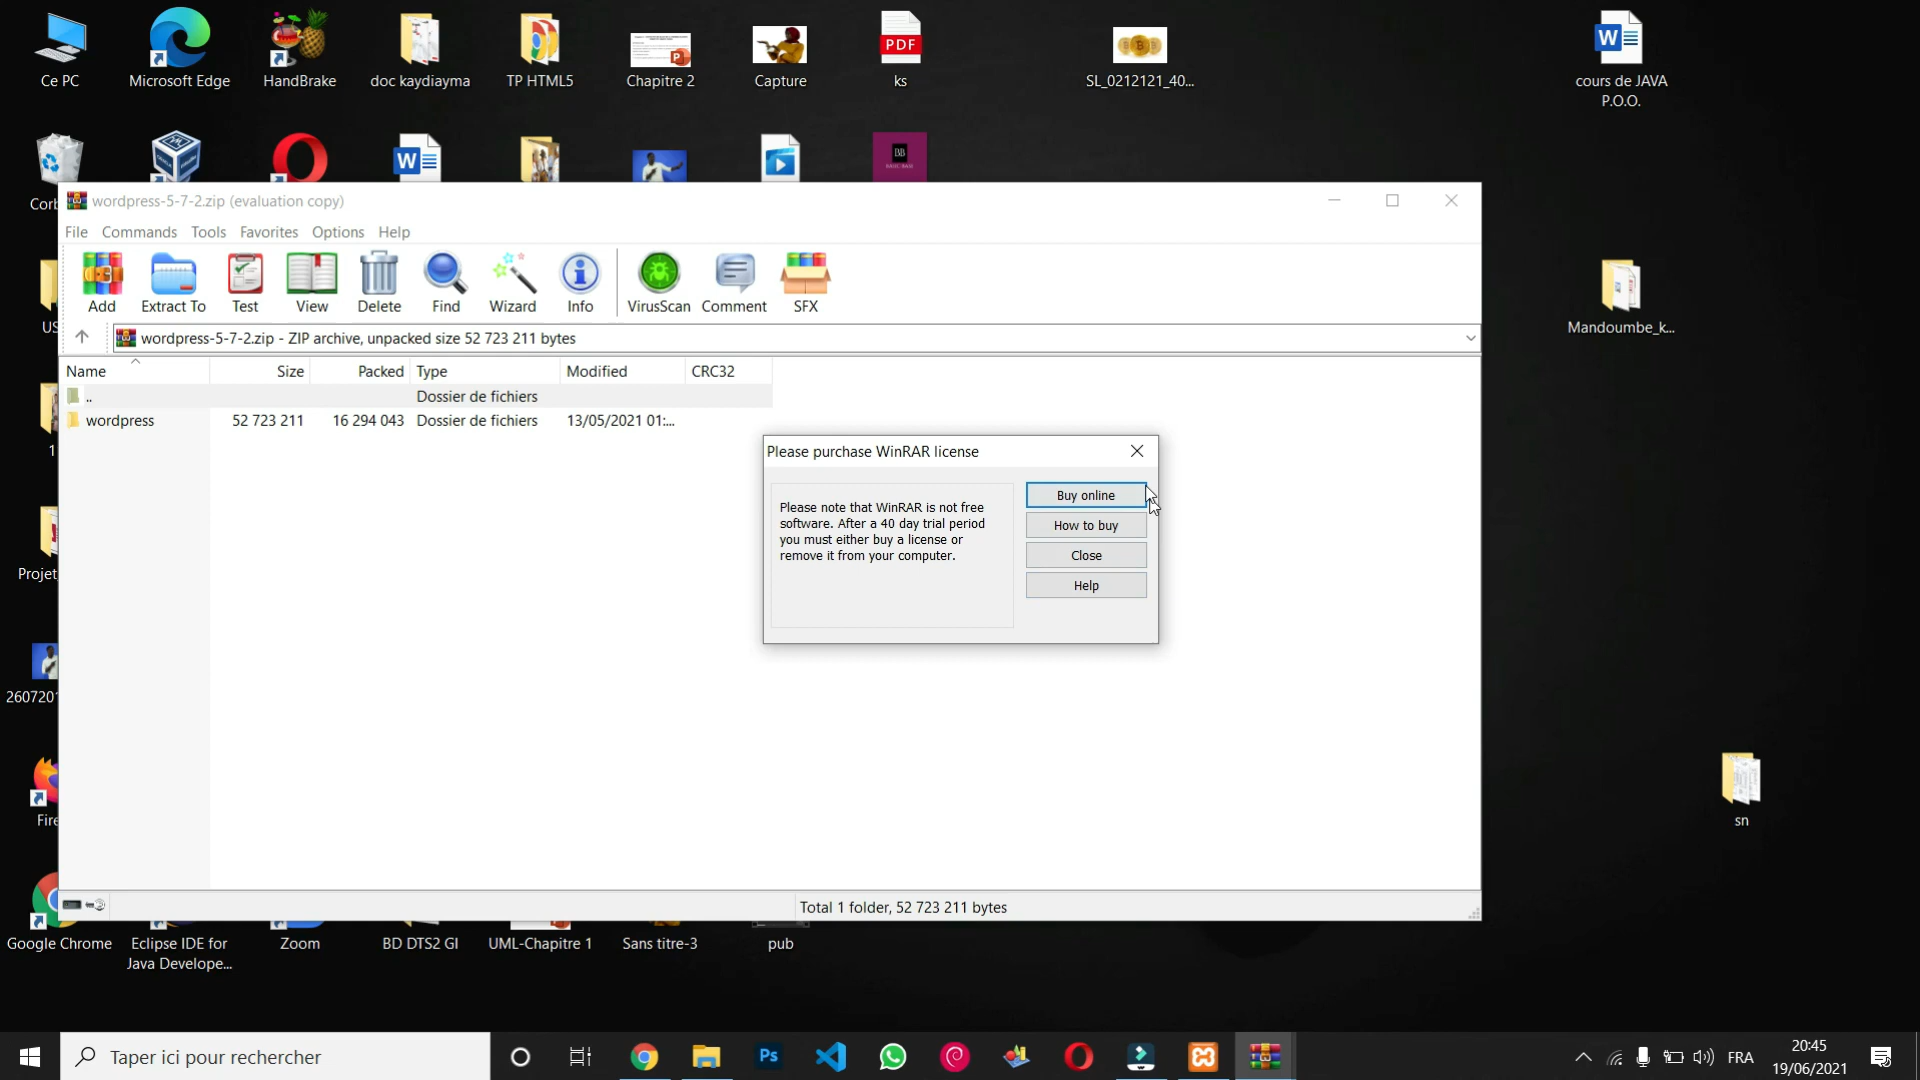 Ce PC
Microsoft Edge
HandBrake
doc kaydiayma
TP HTML5
Chapitre 2
Capture
ks
SL_0212121_40...
cours de JAVA
P.O.O.
PDF
BB
wordpress-5-7-2.zip (evaluation copy)
File Commands Tools Favorites Options Help
Add
Extract To
Test
View
Delete
Find
Wizard
Info
VirusScan
Comment
SFX
wordpress-5-7-2.zip - ZIP archive, unpacked size 52 723 211 bytes
Name Size Packed Type Modified CRC32
.. Dossier de fichiers
wordpress 52 723 211 16 294 043 Dossier de fichiers 13/05/2021 01:...
Please purchase WinRAR license
Please note that WinRAR is not free
software. After a 40 day trial period
you must either buy a license or
remove it from your computer.
Buy online
How to buy
Close
Help
Mandoumbe_k...
Projet
260720
sn
Total 1 folder, 52 723 211 bytes
Google Chrome
Eclipse IDE for
Java Develope...
Zoom
BD DTS2 GI
UML-Chapitre 1
Sans titre-3
pub
Taper ici pour rechercher
Ps
FRA
20:45
19/06/2021